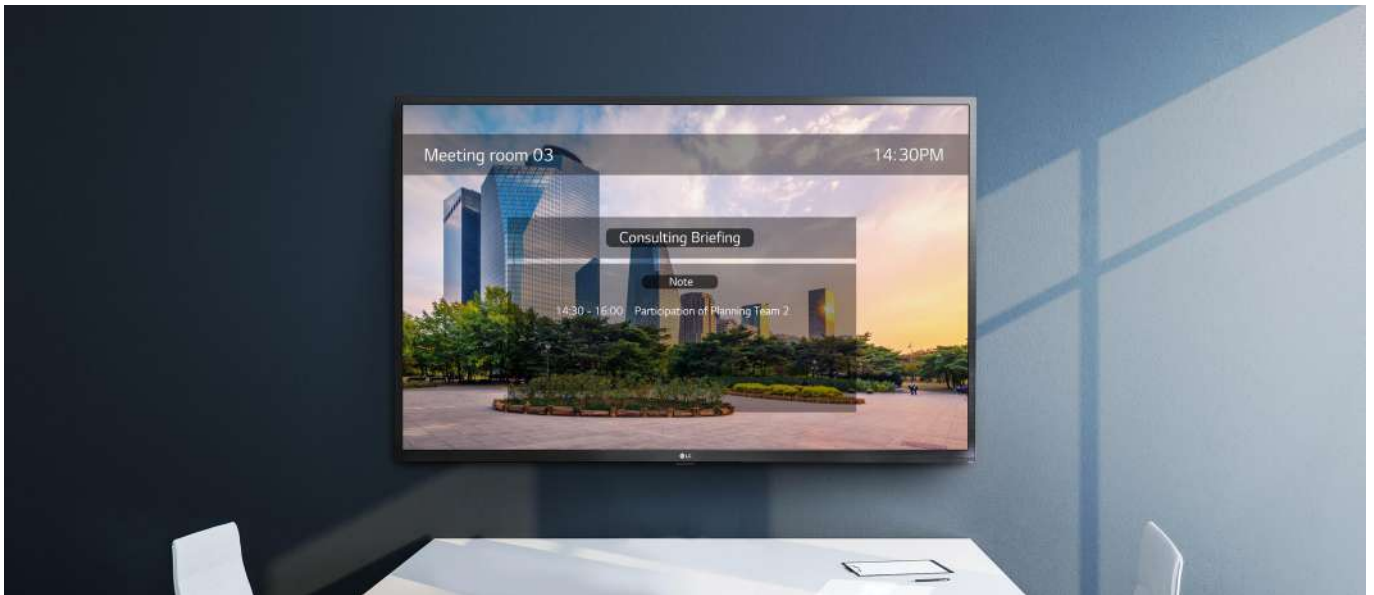 Meeting room 03 14:30PM
Consulting Briefing
Note
14:30 - 16:00 Participation of Planning Team 2
LG